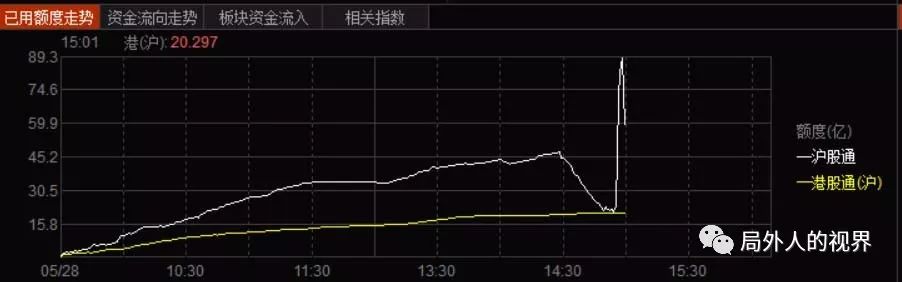 已用额度走势 资金流向走势 板块资金流入 相关指数
15:01 港(沪): 20.297
89.3
74.6
59.9
45.2
30.5
15.8
额度(亿)
沪股通
港股通(沪)
局外人的视界
05/28 10:30 11:30 13:30 14:30 15:30